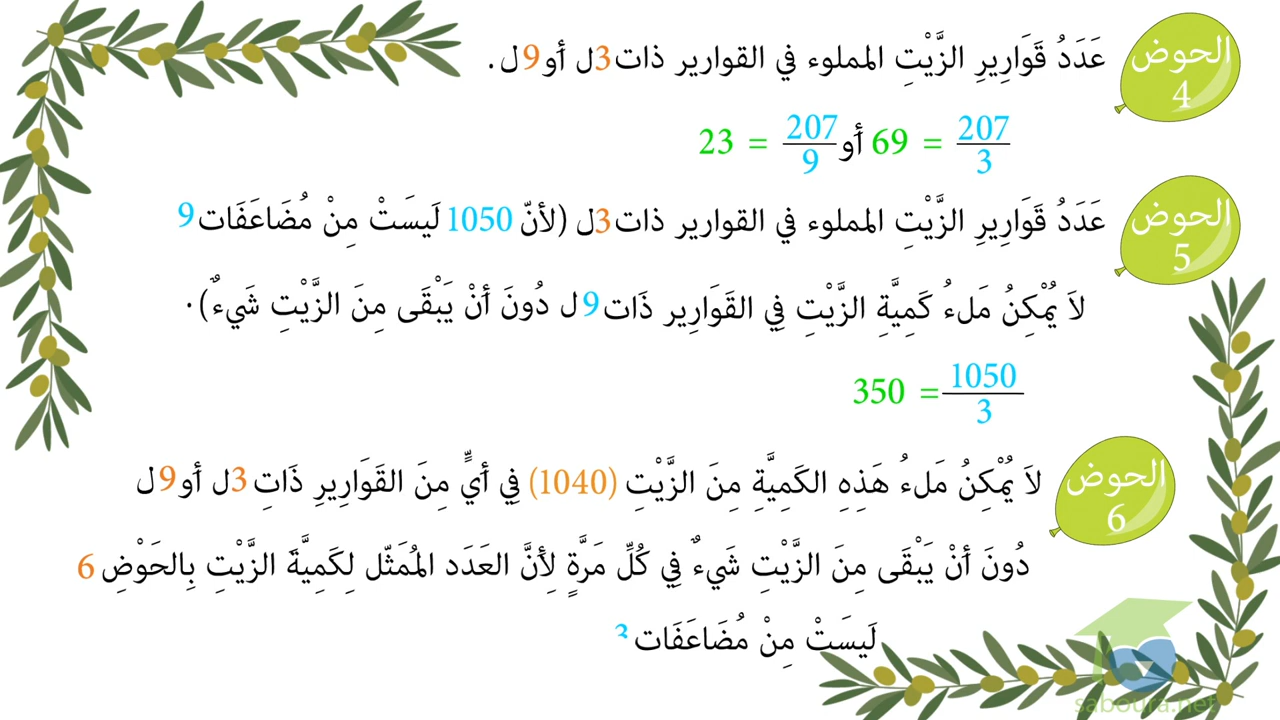 الحوض 4
عَدَدُ قَوَارِيرِ الزَّيْتِ المملوء في القوارير ذات 3ل أو 9ل.
207/3 = 69 أو 207/9 = 23
الحوض 5
عَدَدُ قَوَارِيرِ الزَّيْتِ المملوء في القوارير ذات 3ل (لأنّ 1050 لَيسَتْ مِنْ مُضَاعَفَات 9
لاَ يُمْكِنُ مَلءُ كَمِيَّةِ الزَّيْتِ فِي القَوَارِير ذَات 9ل دُونَ أَنْ يَبْقَى مِنَ الزَّيْتِ شَيءٌ).
1050/3 = 350
الحوض 6
لاَ يُمْكِنُ مَلءُ هَذِهِ الكَمِيَّةِ مِنَ الزَّيْتِ (1040) فِي أَيٍّ مِنَ القَوَارِيرِ ذَاتِ 3ل أو 9ل
دُونَ أَنْ يَبْقَى مِنَ الزَّيْتِ شَيءٌ فِي كُلِّ مَرَّةٍ لِأَنَّ العَدَد المُمَثّل لِكَمِيَّةَ الزَّيْتِ بِالحَوْضِ 6
لَيسَتْ مِنْ مُضَاعَفَات 3
saboura.net